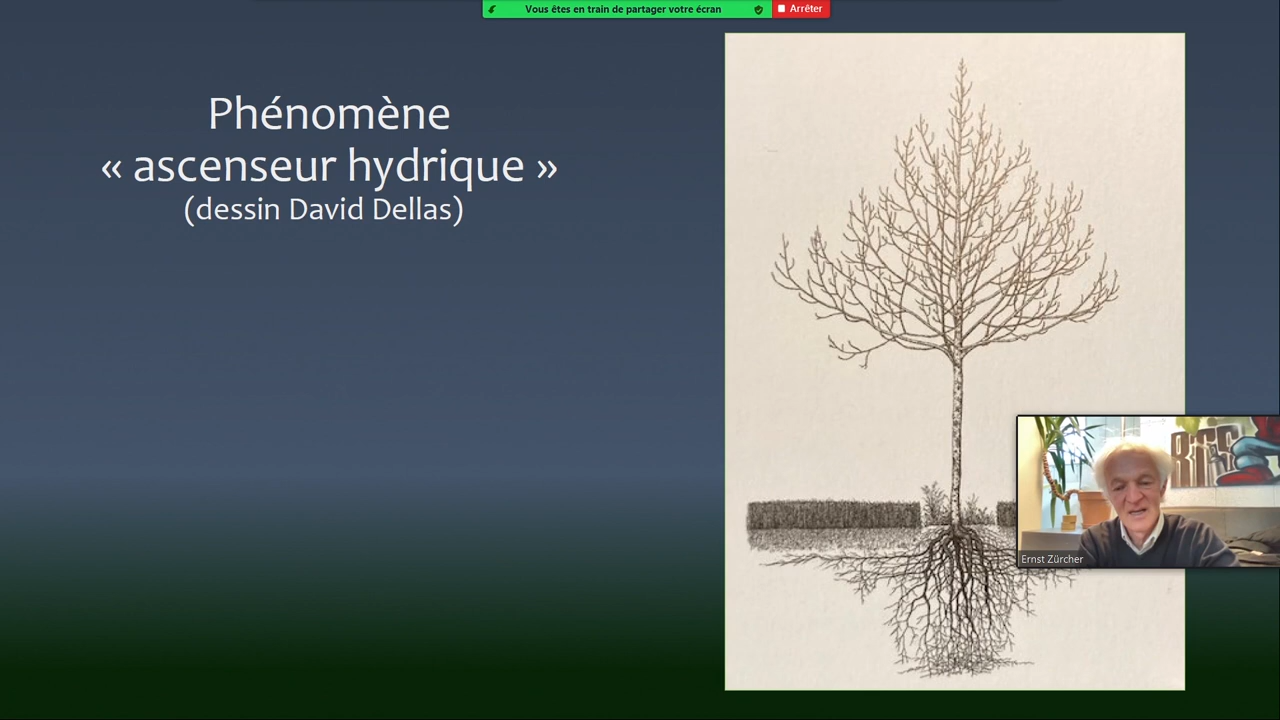 Vous êtes en train de partager votre écran
Arrêter
Phénomène
« ascenseur hydrique »
(dessin David Dellas)
Ernst Zürcher